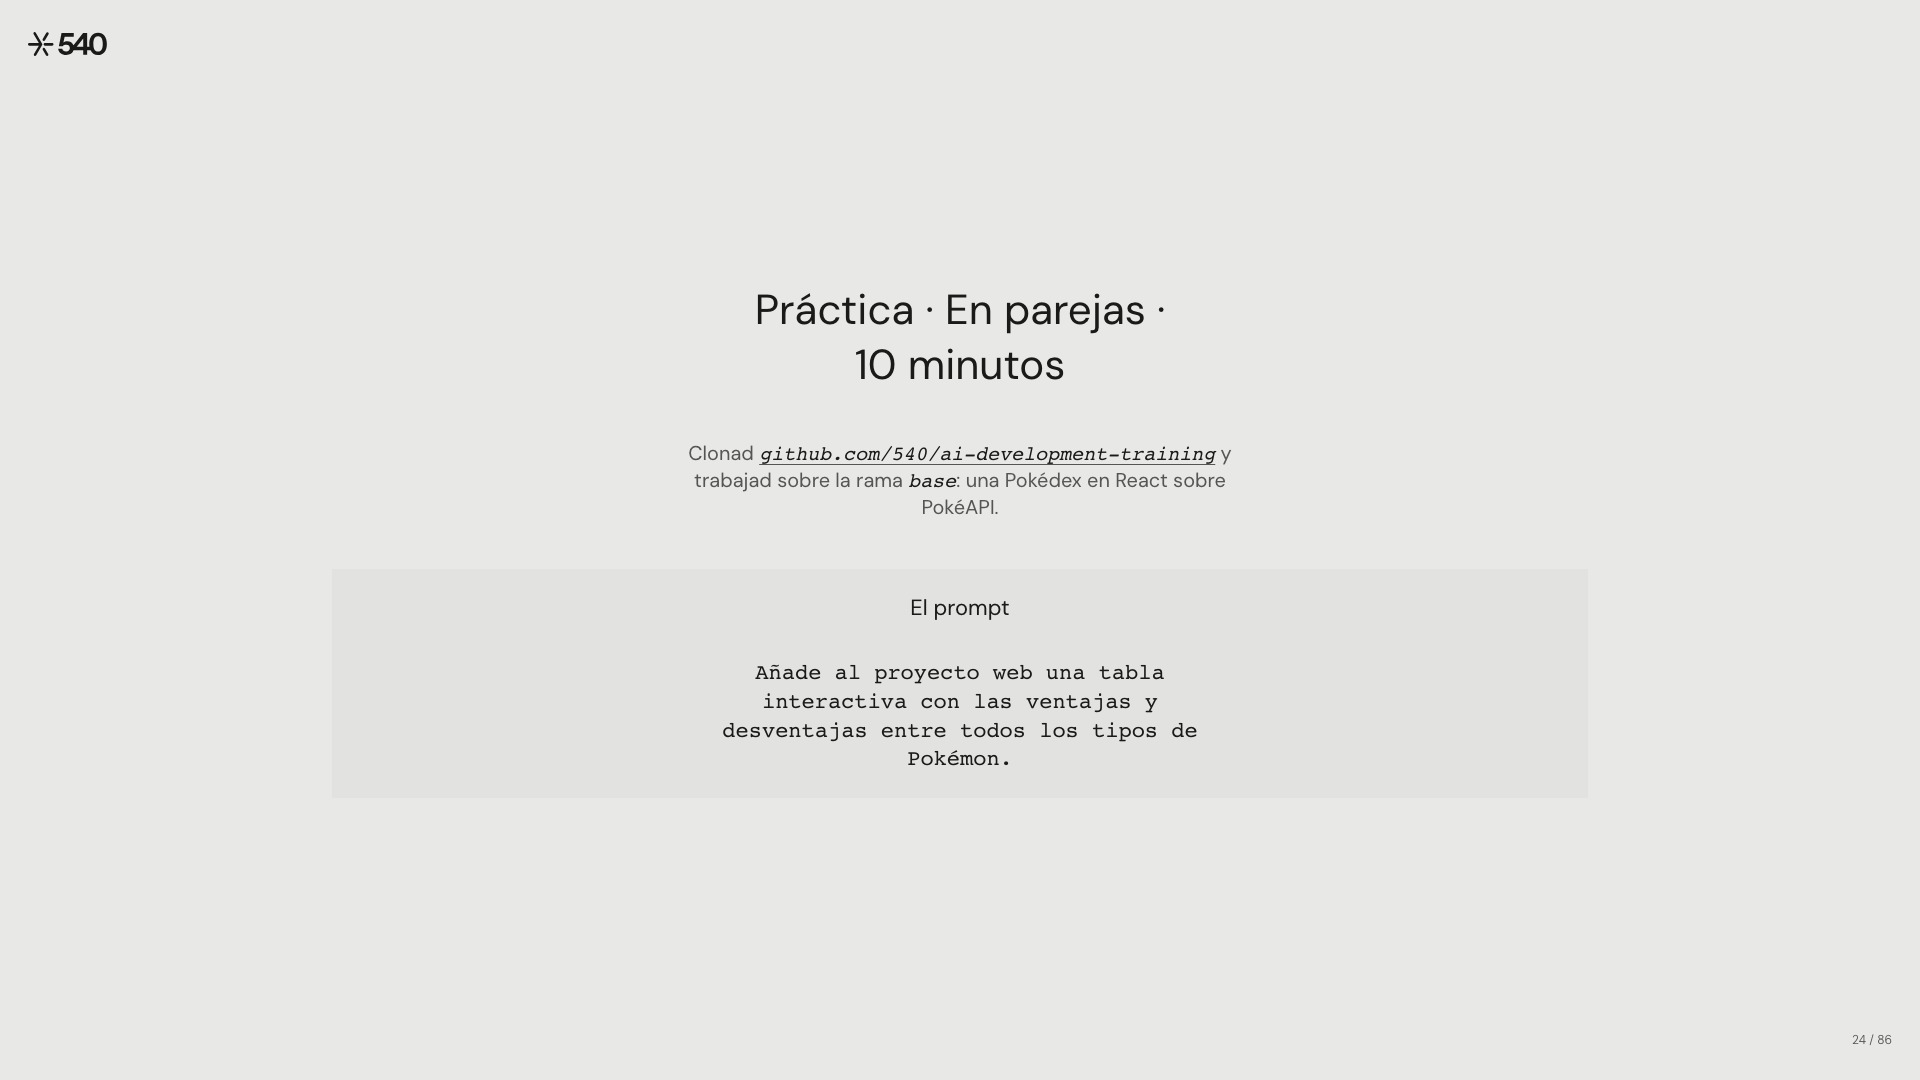 540
Práctica · En parejas ·
10 minutos
Clonad github.com/540/ai-development-training y
trabajad sobre la rama base: una Pokédex en React sobre
PokéAPI.
El prompt
Añade al proyecto web una tabla
interactiva con las ventajas y
desventajas entre todos los tipos de
Pokémon.
24 / 86